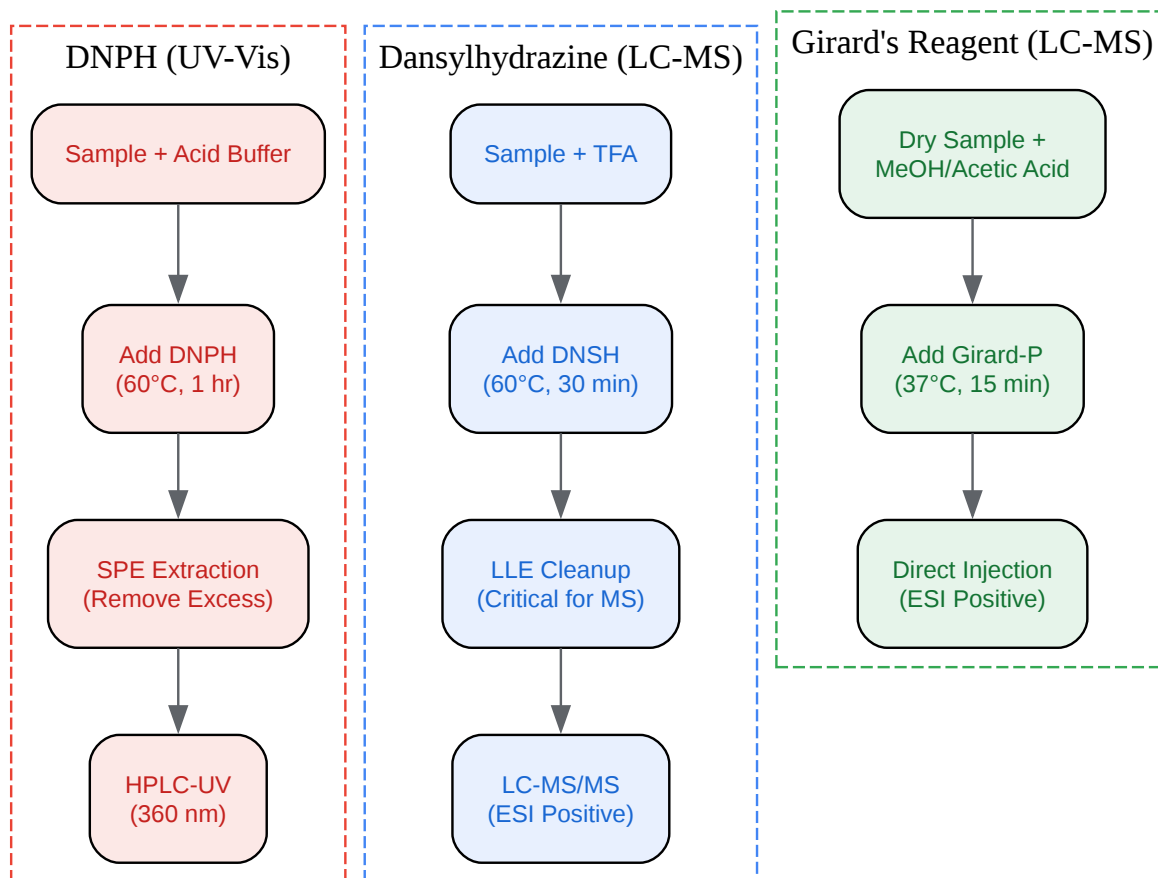 DNPH (UV-Vis)
Sample + Acid Buffer
Add DNPH
(60°C, 1 hr)
SPE Extraction
(Remove Excess)
HPLC-UV
(360 nm)
Dansylhydrazine (LC-MS)
Sample + TFA
Add DNSH
(60°C, 30 min)
LLE Cleanup
(Critical for MS)
LC-MS/MS
(ESI Positive)
Girard's Reagent (LC-MS)
Dry Sample +
MeOH/Acetic Acid
Add Girard-P
(37°C, 15 min)
Direct Injection
(ESI Positive)